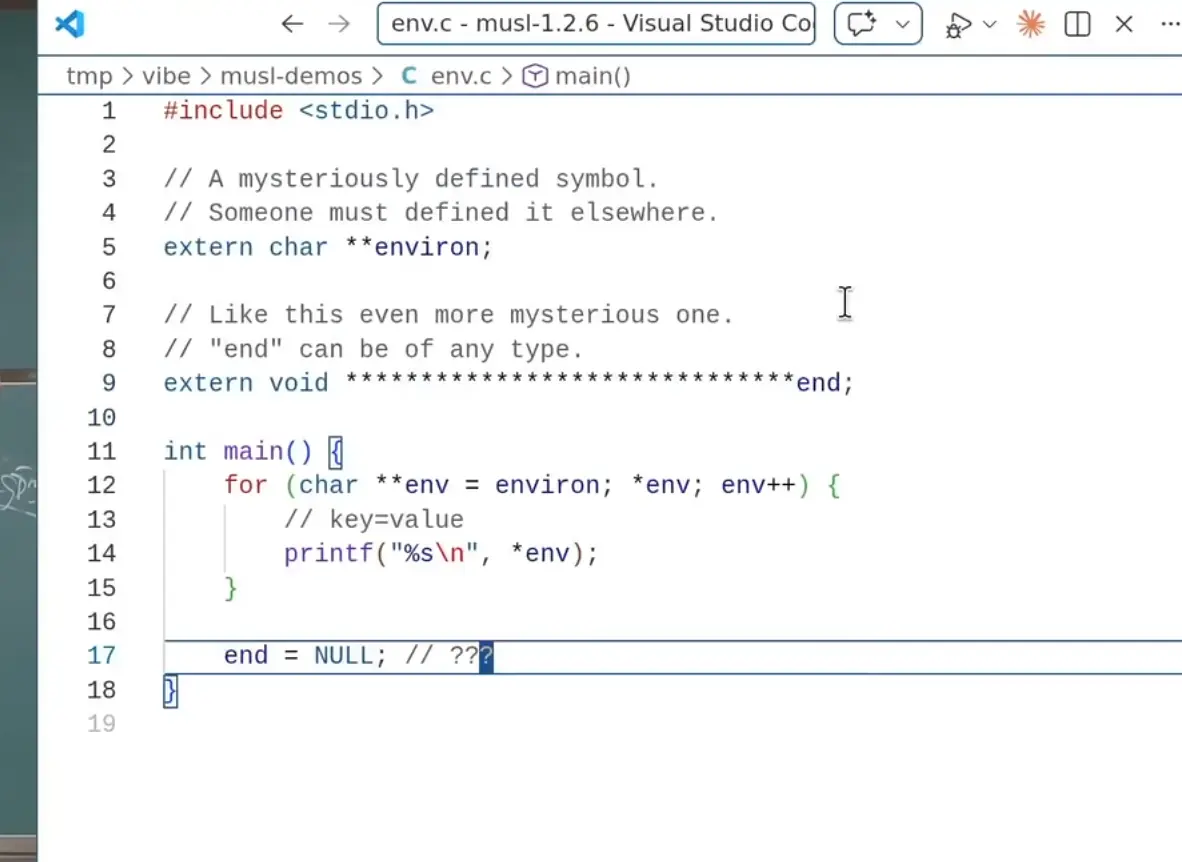 env.c - musl-1.2.6 - Visual Studio Co
tmp > vibe > musl-demos > C env.c > main()
1 #include <stdio.h>
2
3 // A mysteriously defined symbol.
4 // Someone must defined it elsewhere.
5 extern char **environ;
6
7 // Like this even more mysterious one.
8 // "end" can be of any type.
9 extern void ******************************end;
10
11 int main() {
12 for (char **env = environ; *env; env++) {
13 // key=value
14 printf("%s\n", *env);
15 }
16
17 end = NULL; // ???
18 }
19